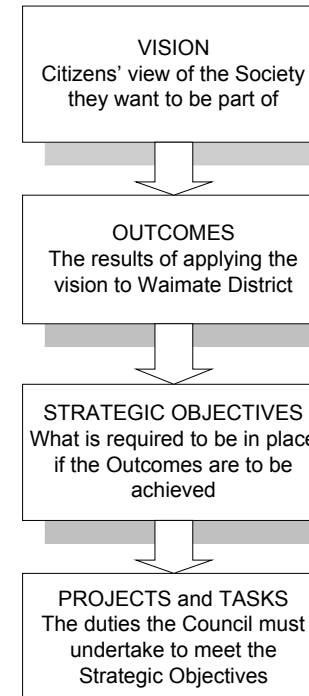 VISION
Citizens’ view of the Society
they want to be part of
OUTCOMES
The results of applying the
vision to Waimate District
STRATEGIC OBJECTIVES
What is required to be in place
if the Outcomes are to be
achieved
PROJECTS and TASKS
The duties the Council must
undertake to meet the
Strategic Objectives